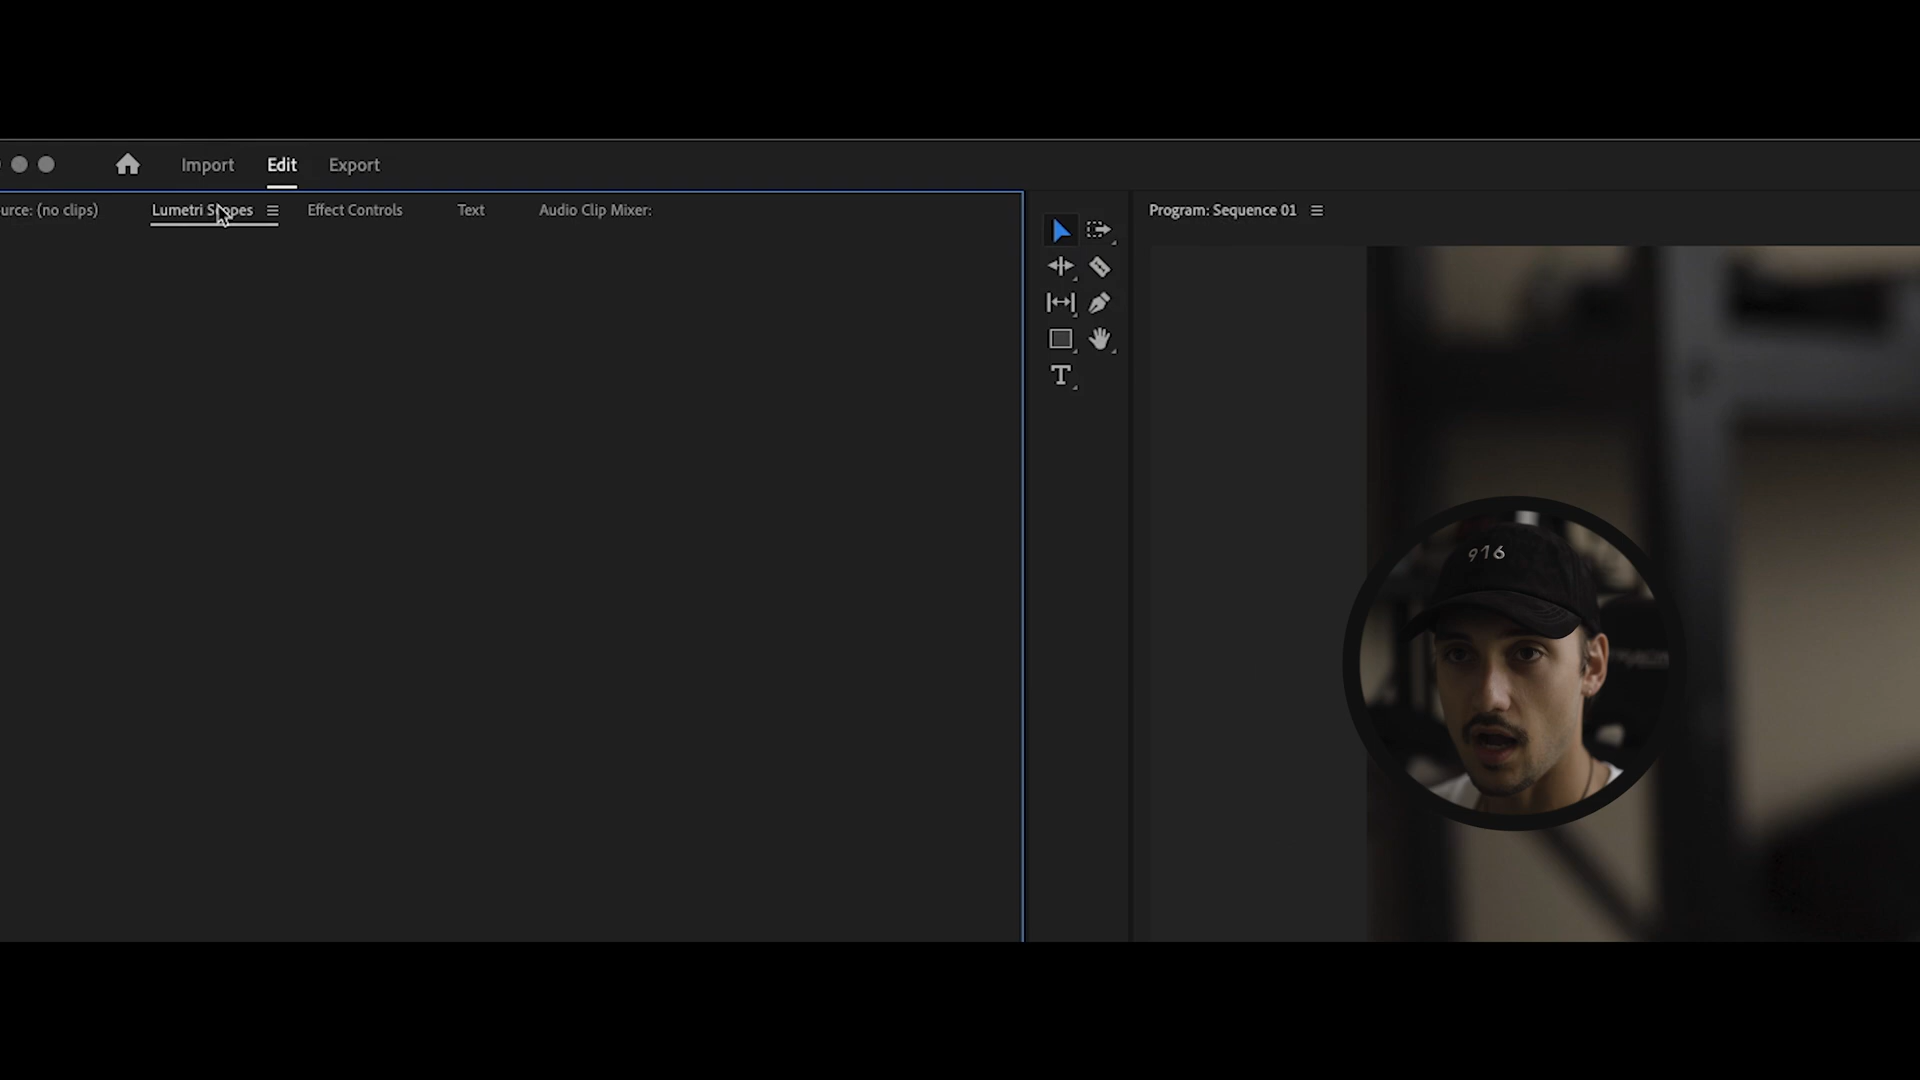 Import Edit Export
urce: (no clips) Lumetri Scopes Effect Controls Text Audio Clip Mixer: Program: Sequence 01
916